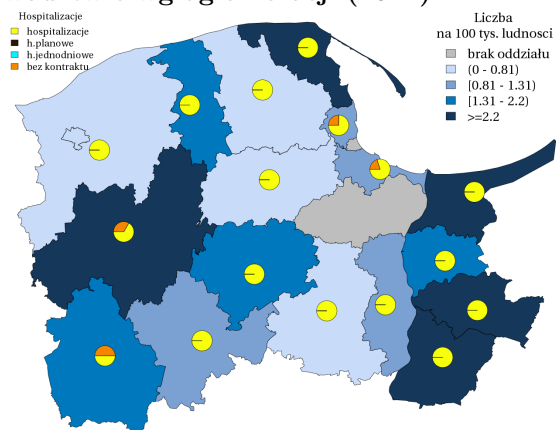 Hospitalizacje
hospitalizacje
h.planowe
h.jednodniowe
bez kontraktu
Liczba
na 100 tys. ludnosci
brak oddziału
(0 - 0.81)
[0.81 - 1.31)
[1.31 - 2.2)
>=2.2